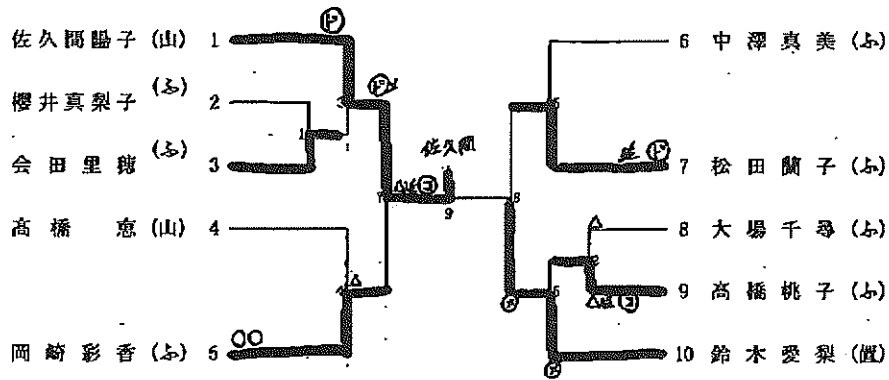 佐久間陽子 (山) 1
櫻井真梨子 (ふ) 2
会田里穂 (ふ) 3
高橋 恵 (山) 4
岡崎彩香 (ふ) 5
佐久間
6 中澤真美 (ふ)
7 松田蘭子 (ふ)
8 大場千尋 (ふ)
9 高橋桃子 (ふ)
10 鈴木愛梨 (置)